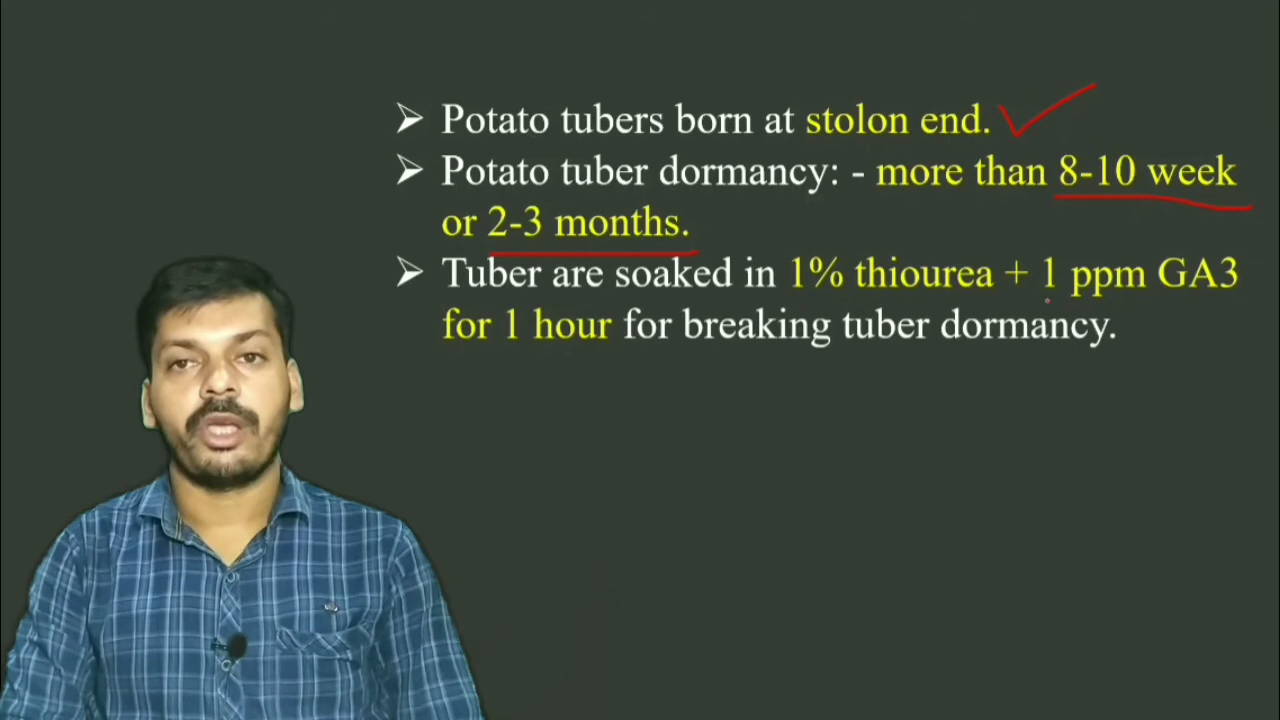 ➢ Potato tubers born at stolon end.
➢ Potato tuber dormancy: - more than 8-10 week
or 2-3 months.
➢ Tuber are soaked in 1% thiourea + 1 ppm GA3
for 1 hour for breaking tuber dormancy.